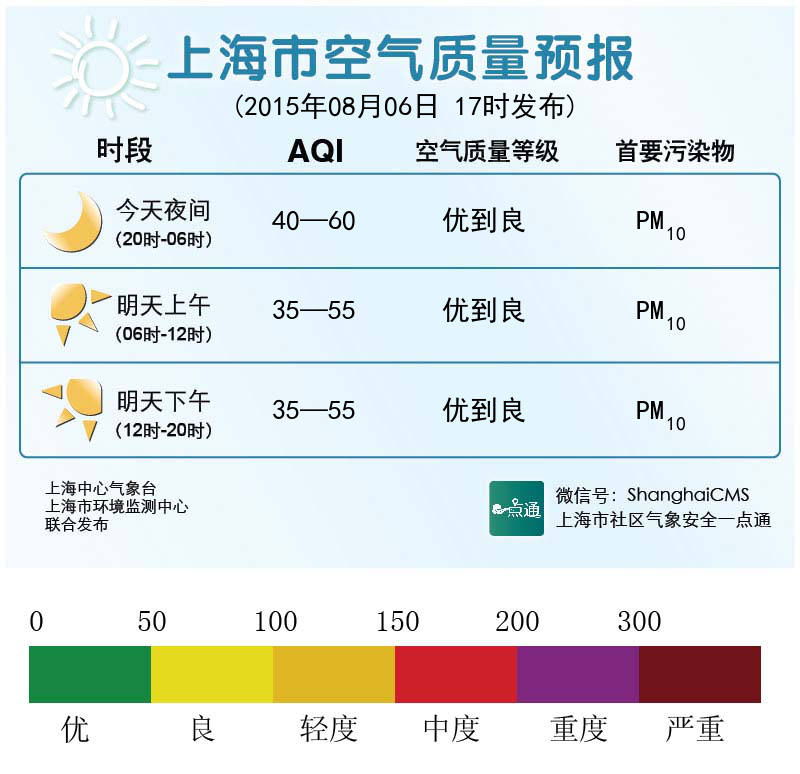 上海市空气质量预报
(2015年08月06日 17时发布)
时段 AQI 空气质量等级 首要污染物
今天夜间 40—60 优到良 PM10
(20时-06时)
明天上午 35—55 优到良 PM10
(06时-12时)
明天下午 35—55 优到良 PM10
(12时-20时)
上海中心气象台
上海市环境监测中心
联合发布
一点通
微信号：ShanghaiCMS
上海市社区气象安全一点通
0 50 100 150 200 300
优 良 轻度 中度 重度 严重